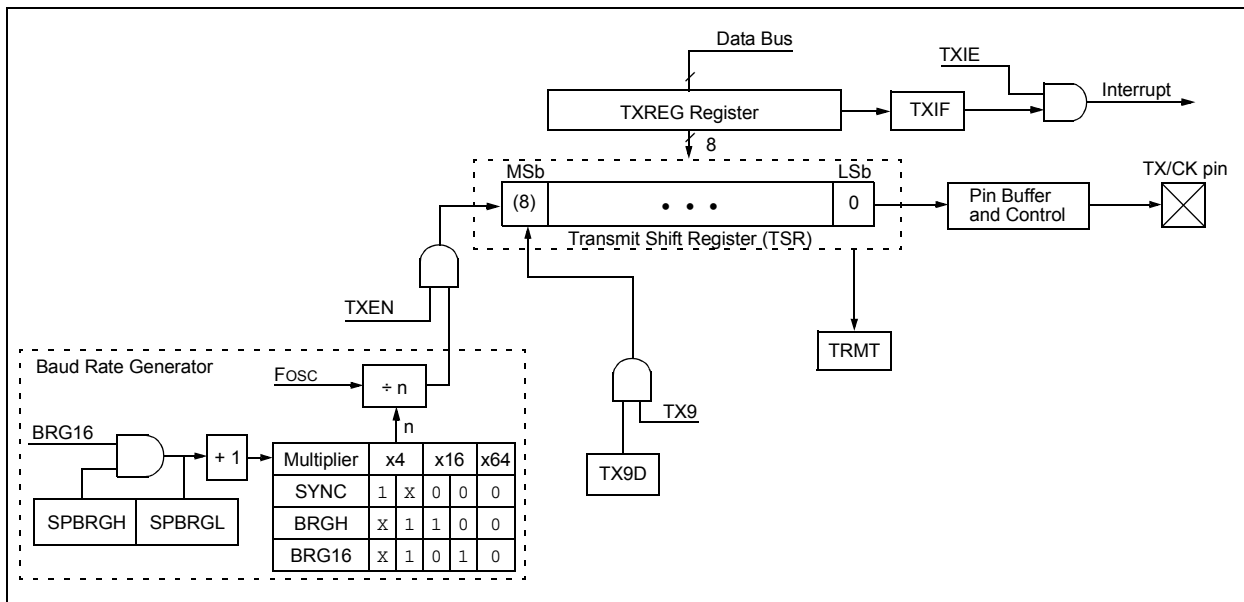 Data Bus
TXIE
Interrupt
TXREG Register
TXIF
8
MSb
LSb
TX/CK pin
(8)
• • •
0
Pin Buffer
and Control
Transmit Shift Register (TSR)
TXEN
TRMT
Baud Rate Generator
Fosc
÷ n
TX9
n
BRG16
+ 1
TX9D
Multiplier x4 x16 x64
SYNC 1 X 0 0 0
BRGH X 1 1 0 0
BRG16 X 1 0 1 0
SPBRGH SPBRGL